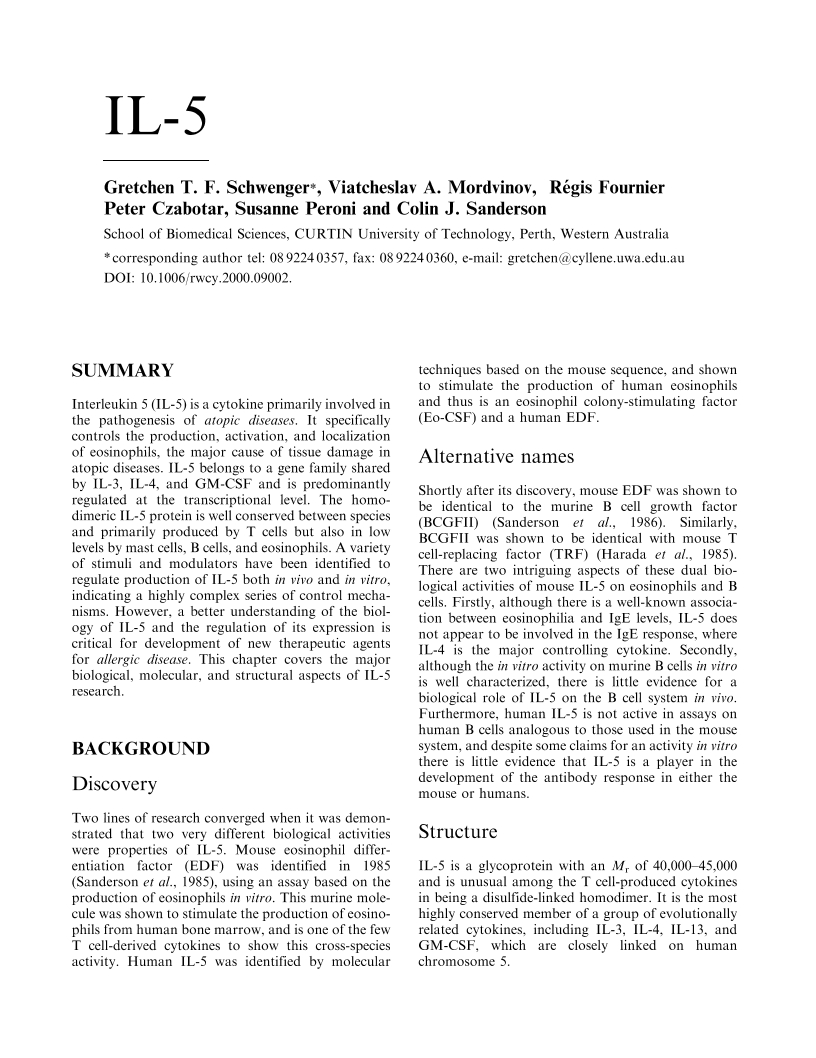 IL-5
Gretchen T. F. Schwenger*, Viatcheslav A. Mordvinov, Régis Fournier
Peter Czabotar, Susanne Peroni and Colin J. Sanderson
School of Biomedical Sciences, CURTIN University of Technology, Perth, Western Australia
*corresponding author tel: 08 9224 0357, fax: 08 9224 0360, e-mail: gretchen@cyllene.uwa.edu.au
DOI: 10.1006/rwcy.2000.09002.
SUMMARY
Interleukin 5 (IL-5) is a cytokine primarily involved in
the pathogenesis of atopic diseases. It specifically
controls the production, activation, and localization
of eosinophils, the major cause of tissue damage in
atopic diseases. IL-5 belongs to a gene family shared
by IL-3, IL-4, and GM-CSF and is predominantly
regulated at the transcriptional level. The homo-
dimeric IL-5 protein is well conserved between species
and primarily produced by T cells but also in low
levels by mast cells, B cells, and eosinophils. A variety
of stimuli and modulators have been identified to
regulate production of IL-5 both in vivo and in vitro,
indicating a highly complex series of control mecha-
nisms. However, a better understanding of the biol-
ogy of IL-5 and the regulation of its expression is
critical for development of new therapeutic agents
for allergic disease. This chapter covers the major
biological, molecular, and structural aspects of IL-5
research.
BACKGROUND
Discovery
Two lines of research converged when it was demon-
strated that two very different biological activities
were properties of IL-5. Mouse eosinophil differ-
entiation factor (EDF) was identified in 1985
(Sanderson et al., 1985), using an assay based on the
production of eosinophils in vitro. This murine mole-
cule was shown to stimulate the production of eosino-
phils from human bone marrow, and is one of the few
T cell-derived cytokines to show this cross-species
activity. Human IL-5 was identified by molecular
techniques based on the mouse sequence, and shown
to stimulate the production of human eosinophils
and thus is an eosinophil colony-stimulating factor
(Eo-CSF) and a human EDF.
Alternative names
Shortly after its discovery, mouse EDF was shown to
be identical to the murine B cell growth factor
(BCGFII) (Sanderson et al., 1986). Similarly,
BCGFII was shown to be identical with mouse T
cell-replacing factor (TRF) (Harada et al., 1985).
There are two intriguing aspects of these dual bio-
logical activities of mouse IL-5 on eosinophils and B
cells. Firstly, although there is a well-known associa-
tion between eosinophilia and IgE levels, IL-5 does
not appear to be involved in the IgE response, where
IL-4 is the major controlling cytokine. Secondly,
although the in vitro activity on murine B cells in vitro
is well characterized, there is little evidence for a
biological role of IL-5 on the B cell system in vivo.
Furthermore, human IL-5 is not active in assays on
human B cells analogous to those used in the mouse
system, and despite some claims for an activity in vitro
there is little evidence that IL-5 is a player in the
development of the antibody response in either the
mouse or humans.
Structure
IL-5 is a glycoprotein with an Mr of 40,000–45,000
and is unusual among the T cell-produced cytokines
in being a disulfide-linked homodimer. It is the most
highly conserved member of a group of evolutionally
related cytokines, including IL-3, IL-4, IL-13, and
GM-CSF, which are closely linked on human
chromosome 5.